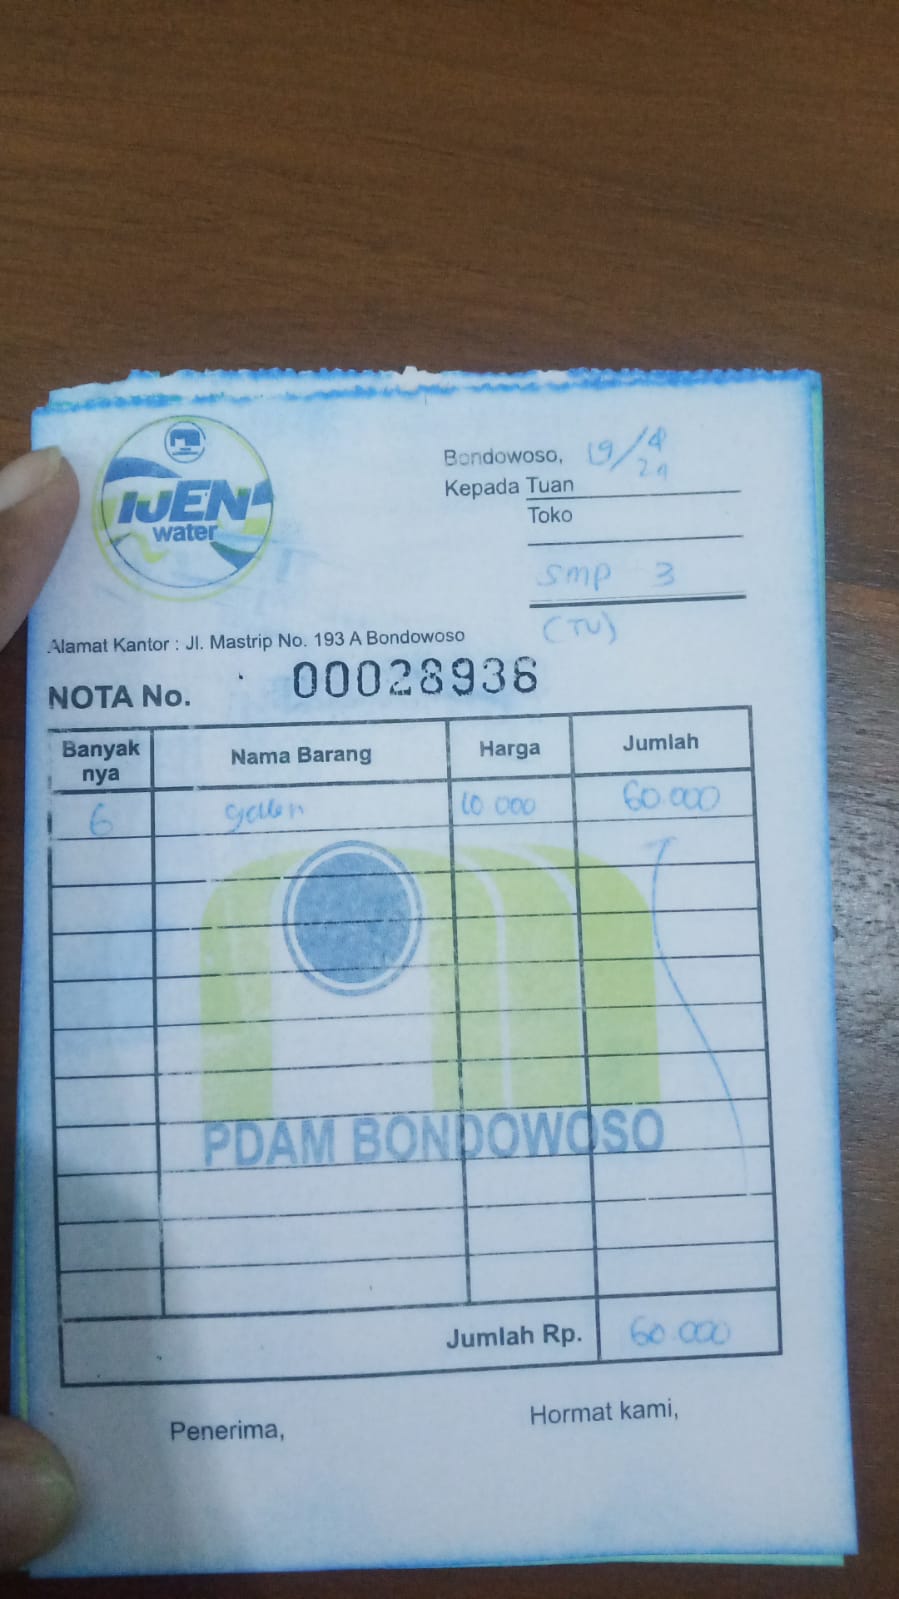 IJEN
water
Bondowoso, 19/4
24
Kepada Tuan
Toko
SMP 3
(TU)
Alamat Kantor : Jl. Mastrip No. 193 A Bondowoso
NOTA No. 00028936
Banyak nya Nama Barang Harga Jumlah
6 galon 10.000 60.000
PDAM BONDOWOSO
Jumlah Rp. 60.000
Penerima, Hormat kami,